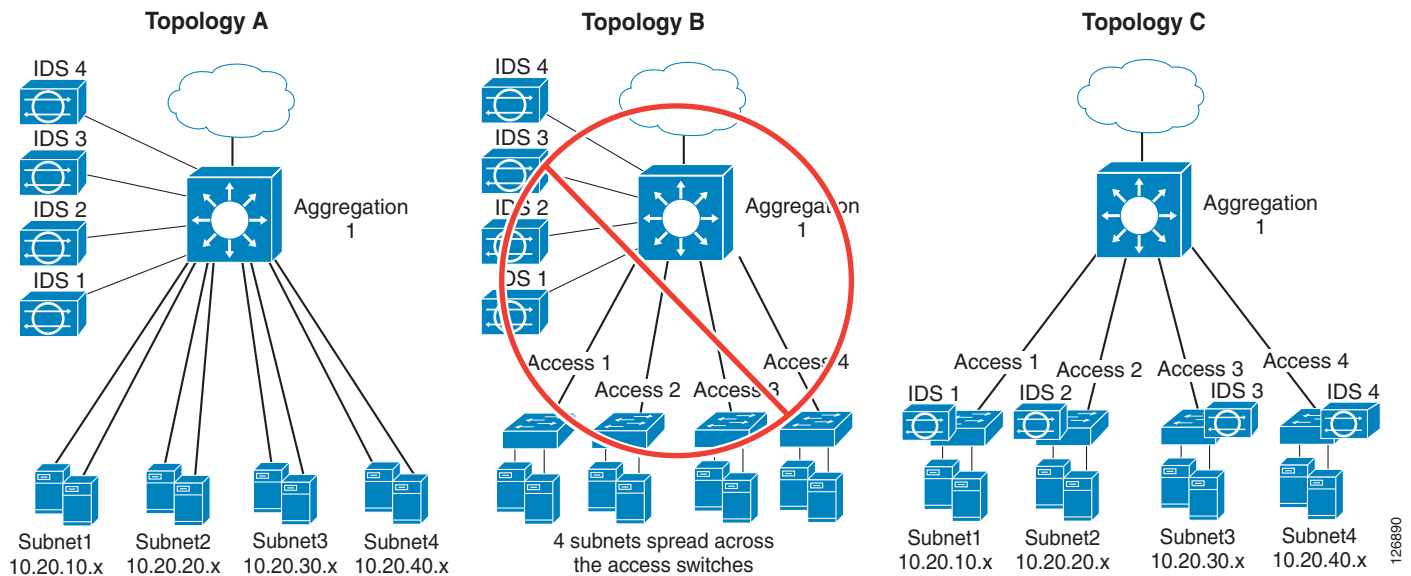 Topology A
IDS 4
IDS 3
IDS 2
IDS 1
Aggregation
1
Subnet1
10.20.10.x
Subnet2
10.20.20.x
Subnet3
10.20.30.x
Subnet4
10.20.40.x
Topology B
IDS 4
IDS 3
IDS 2
IDS 1
Aggregation
1
Access 1
Access 2
Access 3
Access 4
4 subnets spread across
the access switches
Topology C
Aggregation
1
Access 1
Access 2
Access 3
Access 4
IDS 1
IDS 2
IDS 3
IDS 4
Subnet1
10.20.10.x
Subnet2
10.20.20.x
Subnet3
10.20.30.x
Subnet4
10.20.40.x
126890